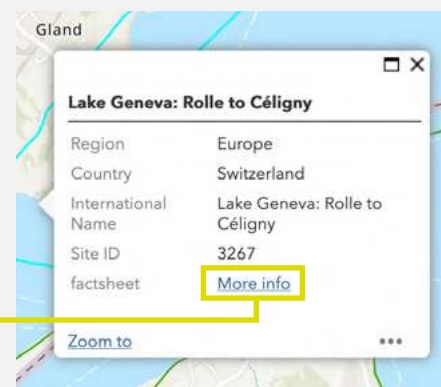 Gland
Lake Geneva: Rolle to Céligny
Region Europe
Country Switzerland
International Lake Geneva: Rolle to
Name Céligny
Site ID 3267
factsheet More info
Zoom to